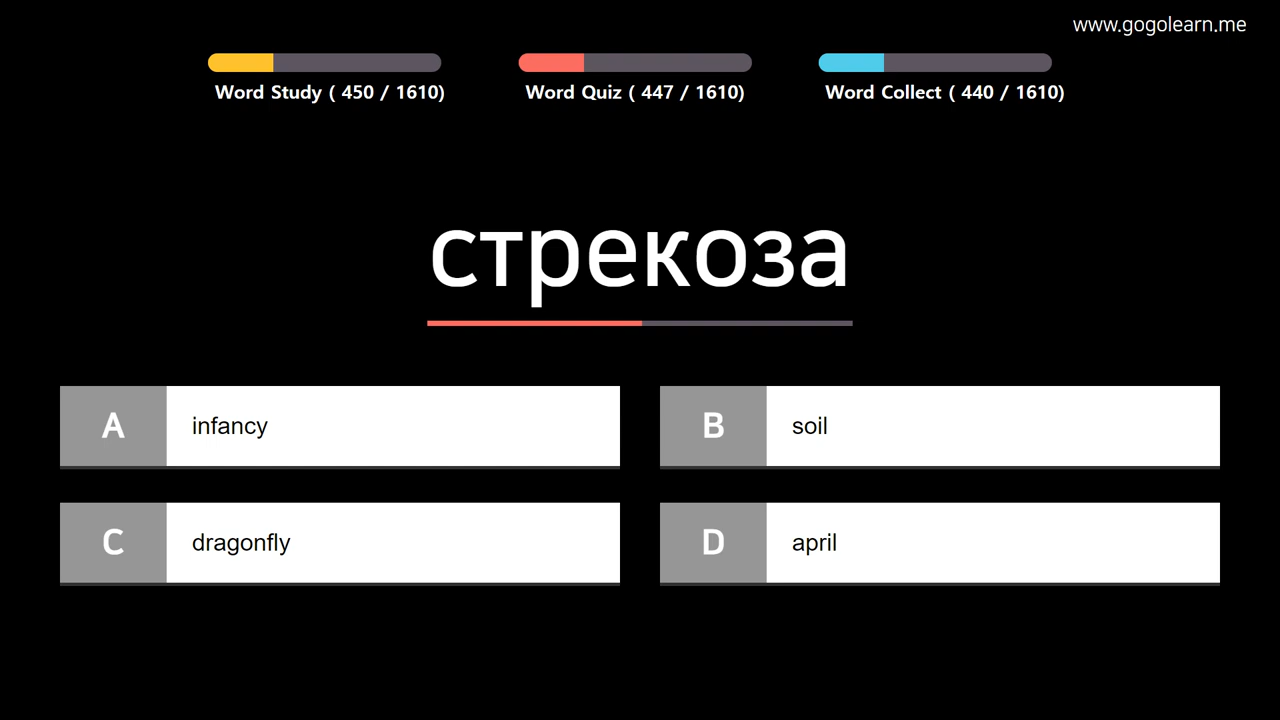 www.gogolearn.me
Word Study ( 450 / 1610)
Word Quiz ( 447 / 1610)
Word Collect ( 440 / 1610)
стрекоза
A infancy
B soil
C dragonfly
D april